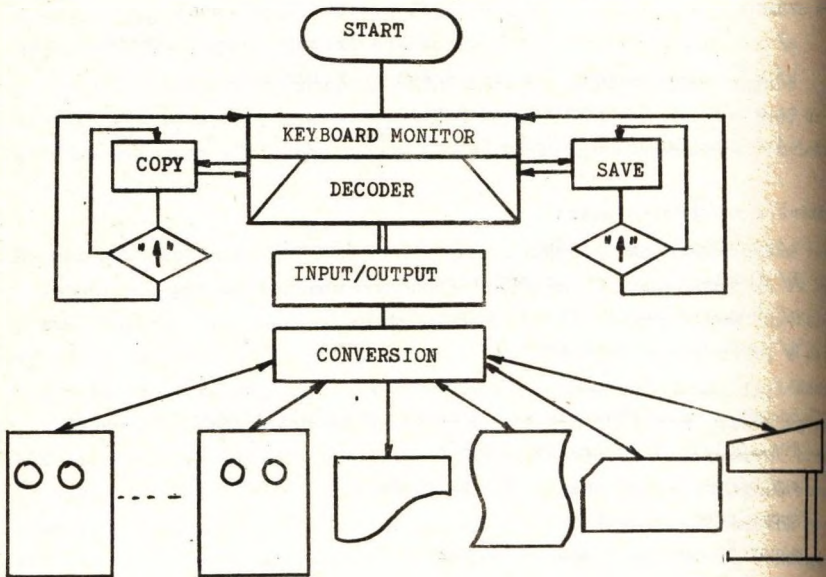 START
KEYBOARD MONITOR
COPY
SAVE
DECODER
"↑"
"↑"
INPUT/OUTPUT
CONVERSION